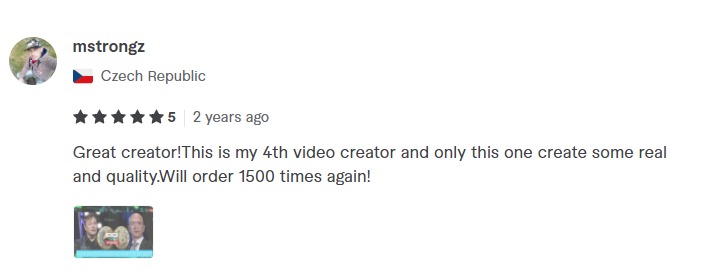 mstrongz
Czech Republic
5 2 years ago
Great creator!This is my 4th video creator and only this one create some real
and quality.Will order 1500 times again!